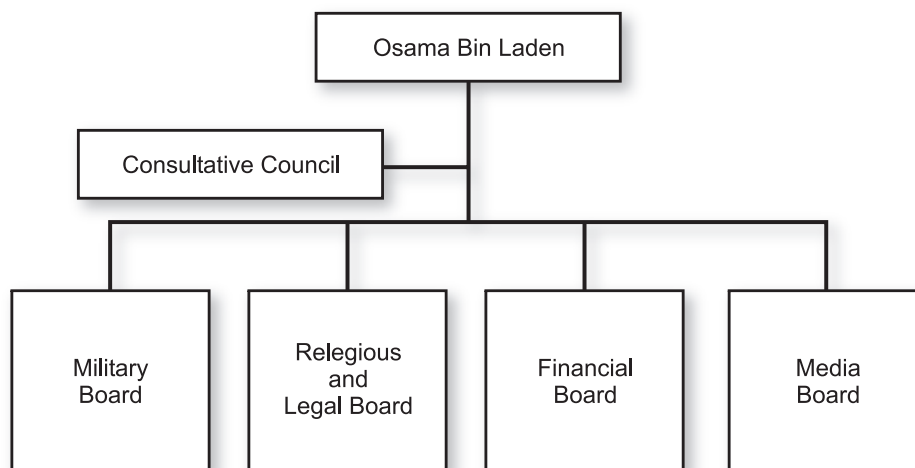 Osama Bin Laden
Consultative Council
Military
Board
Relegious
and
Legal Board
Financial
Board
Media
Board